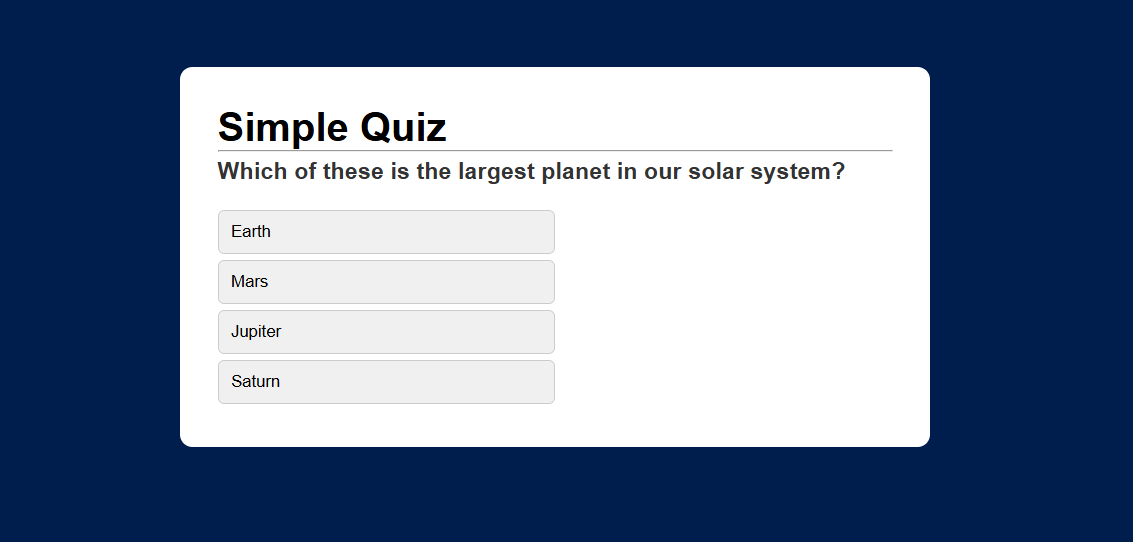 Simple Quiz
Which of these is the largest planet in our solar system?
Earth
Mars
Jupiter
Saturn